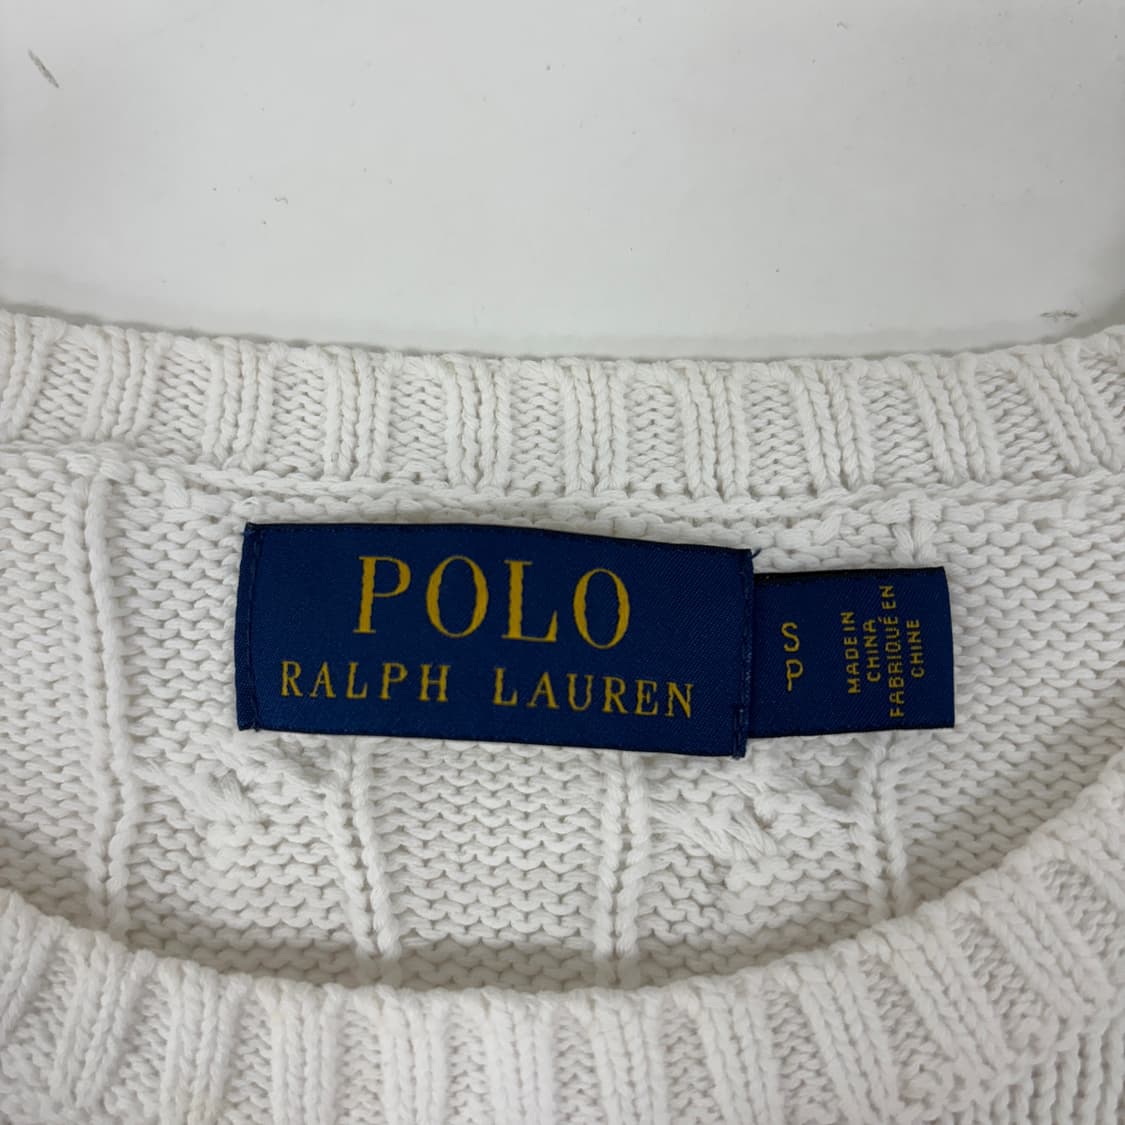 POLO
RALPH LAUREN
S
P
MADE IN
CHINA
FABRIQUÉ EN
CHINE